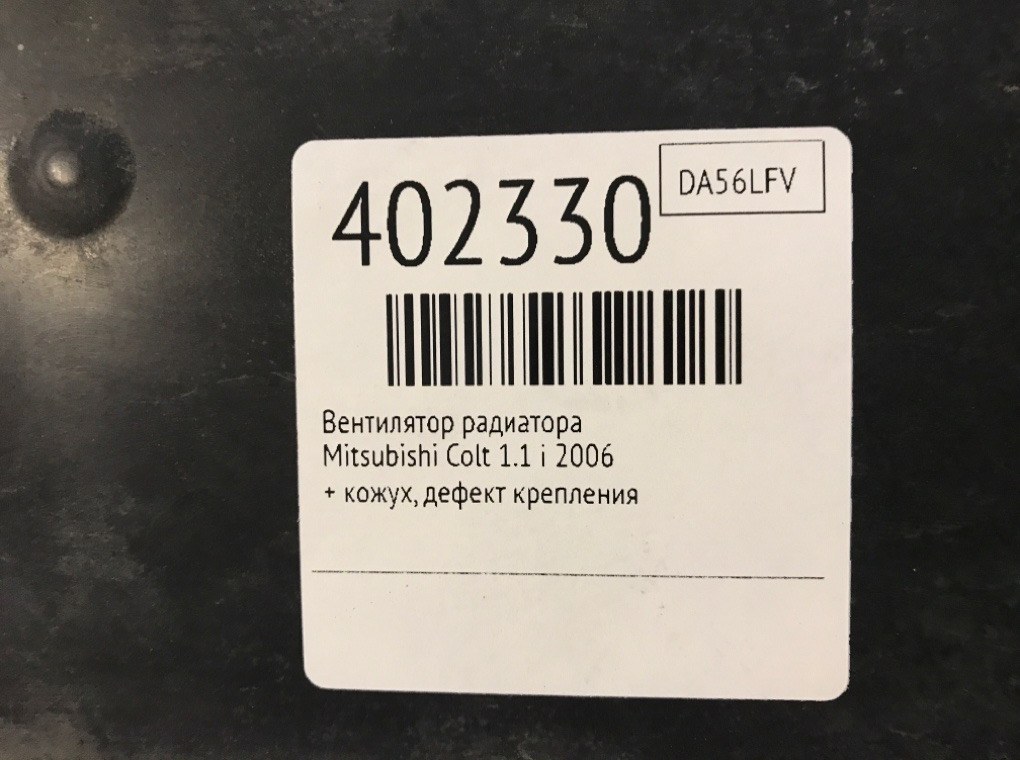 402330
DA56LFV
Вентилятор радиатора
Mitsubishi Colt 1.1 i 2006
+ кожух, дефект крепления